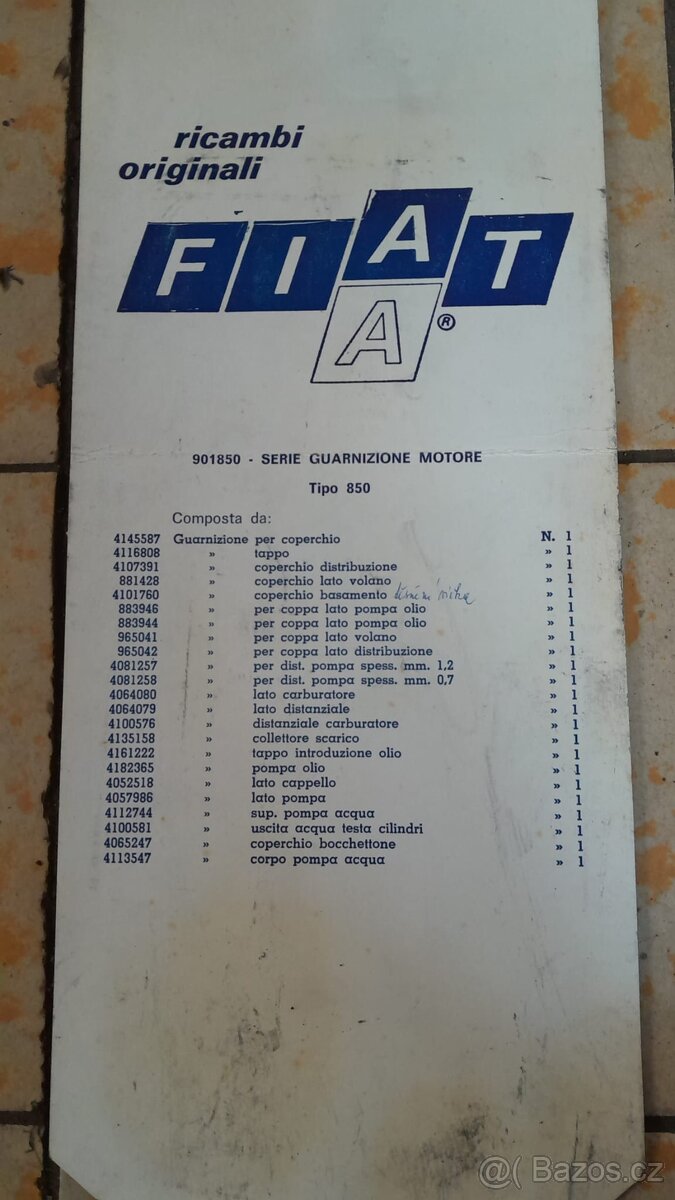 ricambi
originali
FIAT
A®
901850 - SERIE GUARNIZIONE MOTORE
Tipo 850
Composta da:
4145587 Guarnizione per coperchio N. 1
4116808 » tappo » 1
4107391 » coperchio distribuzione » 1
881428 » coperchio lato volano » 1
4101760 » coperchio basamento » 1
883946 » per coppa lato pompa olio » 1
883944 » per coppa lato pompa olio » 1
965041 » per coppa lato volano » 1
965042 » per coppa lato distribuzione » 1
4081257 » per dist. pompa spess. mm. 1,2 » 1
4081258 » per dist. pompa spess. mm. 0,7 » 1
4064080 » lato carburatore » 1
4064079 » lato distanziale » 1
4100576 » distanziale carburatore » 1
4135158 » collettore scarico » 1
4161222 » tappo introduzione olio » 1
4182365 » pompa olio » 1
4052518 » lato cappello » 1
4057986 » lato pompa » 1
4112744 » sup. pompa acqua » 1
4100581 » uscita acqua testa cilindri » 1
4065247 » coperchio bocchettone » 1
4113547 » corpo pompa acqua » 1
@( Bazos.cz